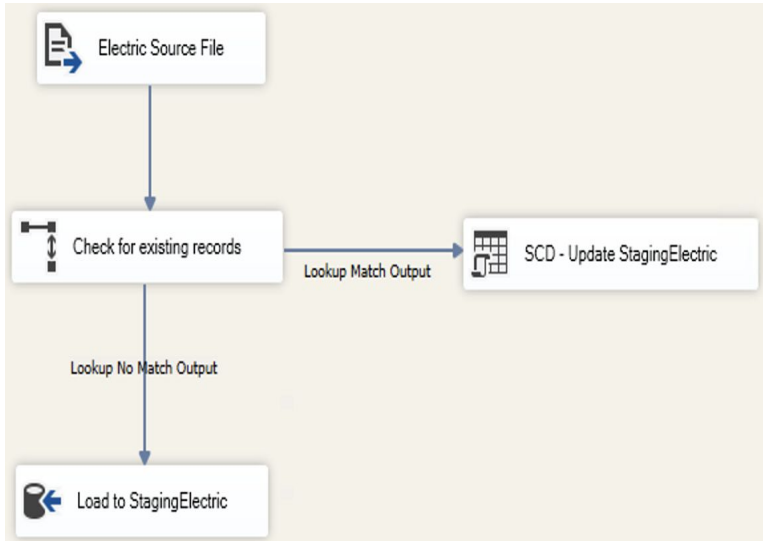 Electric Source File
Check for existing records
Lookup Match Output
SCD - Update StagingElectric
Lookup No Match Output
Load to StagingElectric